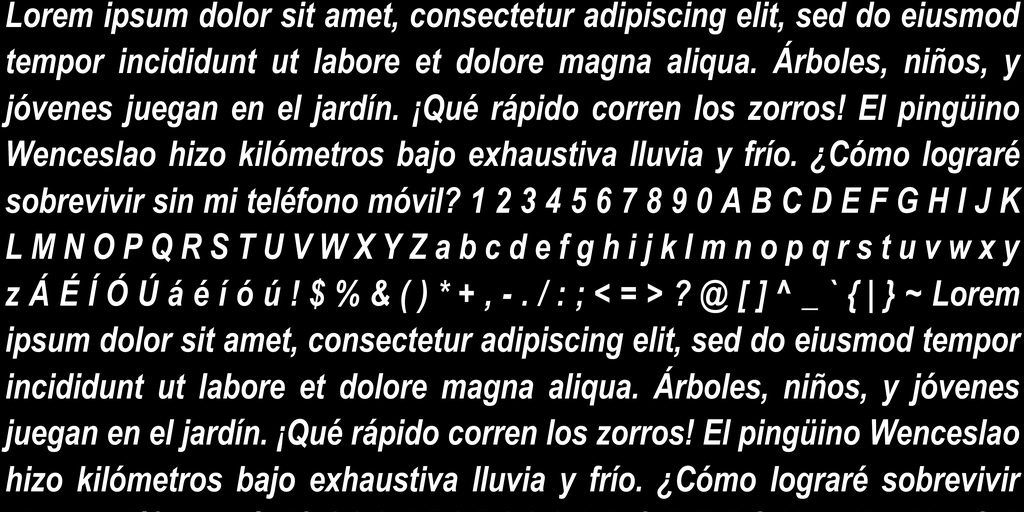 Lorem ipsum dolor sit amet, consectetur adipiscing elit, sed do eiusmod
tempor incididunt ut labore et dolore magna aliqua. Árboles, niños, y
jóvenes juegan en el jardín. ¡Qué rápido corren los zorros! El pingüino
Wenceslao hizo kilómetros bajo exhaustiva lluvia y frío. ¿Cómo lograré
sobrevivir sin mi teléfono móvil? 1 2 3 4 5 6 7 8 9 0 A B C D E F G H I J K
L M N O P Q R S T U V W X Y Z a b c d e f g h i j k l m n o p q r s t u v w x y
z Á É Í Ó Ú á é í ó ú ! $ % & ( ) * + , - . / : ; < = > ? @ [ ] ^ _ ` { | } ~ Lorem
ipsum dolor sit amet, consectetur adipiscing elit, sed do eiusmod tempor
incididunt ut labore et dolore magna aliqua. Árboles, niños, y jóvenes
juegan en el jardín. ¡Qué rápido corren los zorros! El pingüino Wenceslao
hizo kilómetros bajo exhaustiva lluvia y frío. ¿Cómo lograré sobrevivir